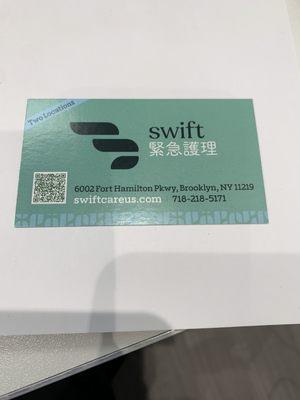 Two Locations
swift
緊急護理
6002 Fort Hamilton Pkwy, Brooklyn, NY 11219
swiftcareus.com 718-218-5171